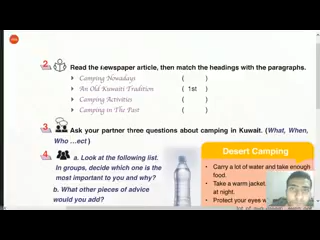 2. Read the newspaper article, then match the headings with the paragraphs.
Camping Nowadays ( )
An Old Kuwaiti Tradition ( 1st )
Camping Activities ( )
Camping in The Past ( )
3. Ask your partner three questions about camping in Kuwait. (What, When,
Who ...ect )
4. a. Look at the following list.
In groups, decide which one is the
most important to you and why?
b. What other pieces of advice
would you add?
Desert Camping
• Carry a lot of water and take enough
food.
• Take a warm jacket.
at night.
• Protect your eyes